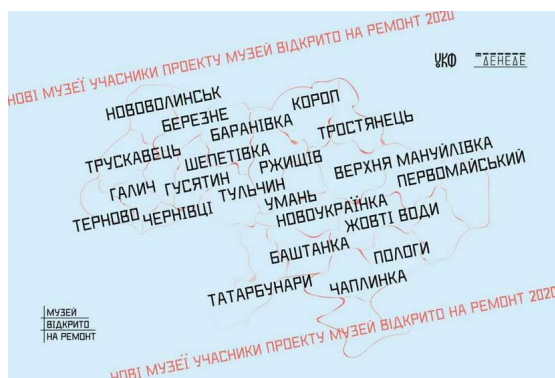 НОВІ МУЗЕЇ УЧАСНИКИ ПРОЕКТУ МУЗЕЙ ВІДКРИТО НА РЕМОНТ 2020
УКФ
ДЕНЕДЕ
НОВОВОЛИНСЬК
КОРОП
БЕРЕЗНЕ
БАРАНІВКА
ТРОСТЯНЕЦЬ
ТРУСКАВЕЦЬ
ШЕПЕТІВКА
РЖИЩІВ
ВЕРХНЯ МАНУЙЛІВКА
ГАЛИЧ
ГУСЯТИН
ТУЛЬЧИН
УМАНЬ
ПЕРВОМАЙСЬКИЙ
ТЕРНОВО
ЧЕРНІВЦІ
НОВОУКРАЇНКА
ЖОВТІ ВОДИ
БАШТАНКА
ПОЛОГИ
ТАТАРБУНАРИ
ЧАПЛИНКА
МУЗЕЙ
ВІДКРИТО
НА РЕМОНТ
НОВІ МУЗЕЇ УЧАСНИКИ ПРОЕКТУ МУЗЕЙ ВІДКРИТО НА РЕМОНТ 2020